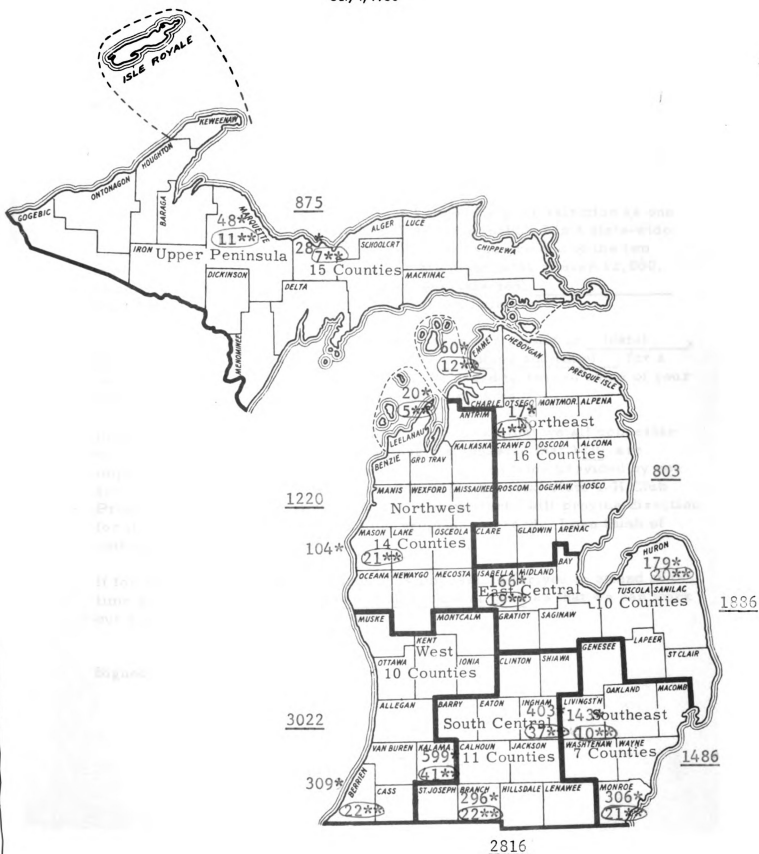 ISLE ROYALE
KEWEENAW
HOUGHTON
ONTONAGON
GOGEBIC
BARAGA
MARQUETTE
875
ALGER LUCE
48*
11**
28*
7**
SCHOOLCRT
CHIPPEWA
IRON
Upper Peninsula
15 Counties
DICKINSON
DELTA
MACKINAC
MENOMINEE
60*
12**
EMMET
CHEBOYGAN
PRESQUE ISLE
20*
5**
CHARLE OTSEGO MONTMOR ALPENA
ANTRIM
17*
4**
Northeast
LEELANAU
KALKASKA CRAWFD OSCODA ALCONA
16 Counties
BENZIE GRD TRAV
803
MANIS WEXFORD MISSAUKEE ROSCOM OGEMAW IOSCO
1220
Northwest
MASON LAKE OSCEOLA CLARE GLADWIN ARENAC
104*
14 Counties
21**
HURON
179*
20**
BAY
OCEANA NEWAYGO MECOSTA ISABELLA MIDLAND
166*
19**
East Central
10 Counties
TUSCOLA SANILAC
1886
MUSKE MONTCALM GRATIOT SAGINAW
KENT
West
10 Counties
GENESEE
LAPEER
ST CLAIR
OTTAWA IONIA CLINTON SHIAWA
OAKLAND MACOMB
ALLEGAN BARRY EATON INGHAM LIVINGSTN
403*
37**
143*
10**
Southeast
3022
South Central
7 Counties
VAN BUREN KALAMA CALHOUN JACKSON WASHTENAW WAYNE
11 Counties
1486
599*
41**
309*
BERRIEN
22**
CASS ST JOSEPH BRANCH HILLSDALE LENAWEE MONROE
296*
22**
306*
21**
2816